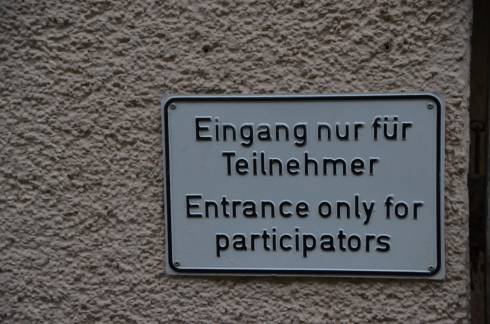 Eingang nur für
Teilnehmer
Entrance only for
participators